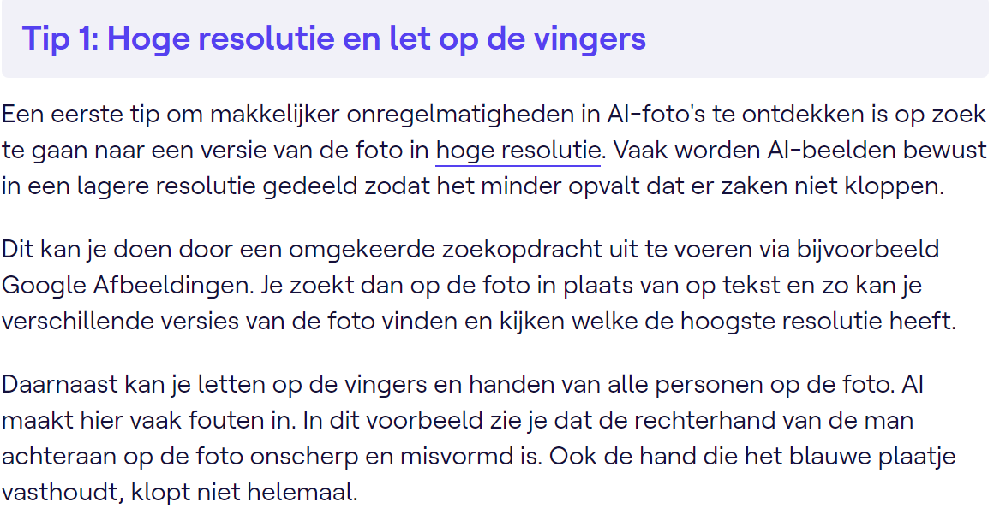 Tip 1: Hoge resolutie en let op de vingers
Een eerste tip om makkelijker onregelmatigheden in AI-foto's te ontdekken is op zoek
te gaan naar een versie van de foto in hoge resolutie. Vaak worden AI-beelden bewust
in een lagere resolutie gedeeld zodat het minder opvalt dat er zaken niet kloppen.
Dit kan je doen door een omgekeerde zoekopdracht uit te voeren via bijvoorbeeld
Google Afbeeldingen. Je zoekt dan op de foto in plaats van op tekst en zo kan je
verschillende versies van de foto vinden en kijken welke de hoogste resolutie heeft.
Daarnaast kan je letten op de vingers en handen van alle personen op de foto. AI
maakt hier vaak fouten in. In dit voorbeeld zie je dat de rechterhand van de man
achteraan op de foto onscherp en misvormd is. Ook de hand die het blauwe plaatje
vasthoudt, klopt niet helemaal.